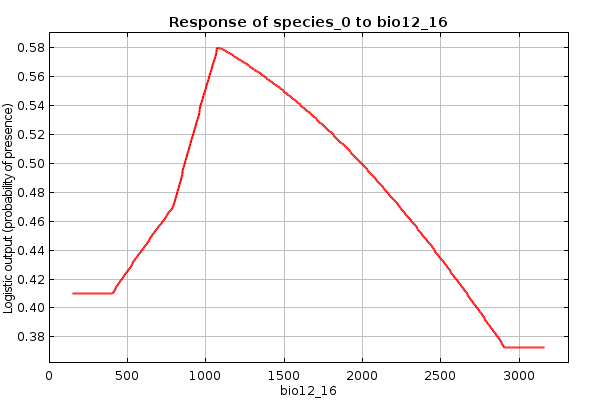 Response of species_0 to bio12_16
Logistic output (probability of presence)
0.58
0.56
0.54
0.52
0.50
0.48
0.46
0.44
0.42
0.40
0.38
0 500 1000 1500 2000 2500 3000
bio12_16